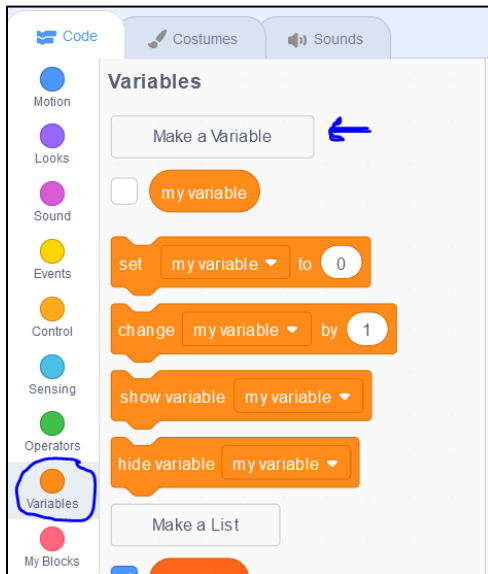 Code
Costumes
Sounds
Motion
Looks
Sound
Events
Control
Sensing
Operators
Variables
My Blocks
Variables
Make a Variable
my variable
set my variable to 0
change my variable by 1
show variable my variable
hide variable my variable
Make a List